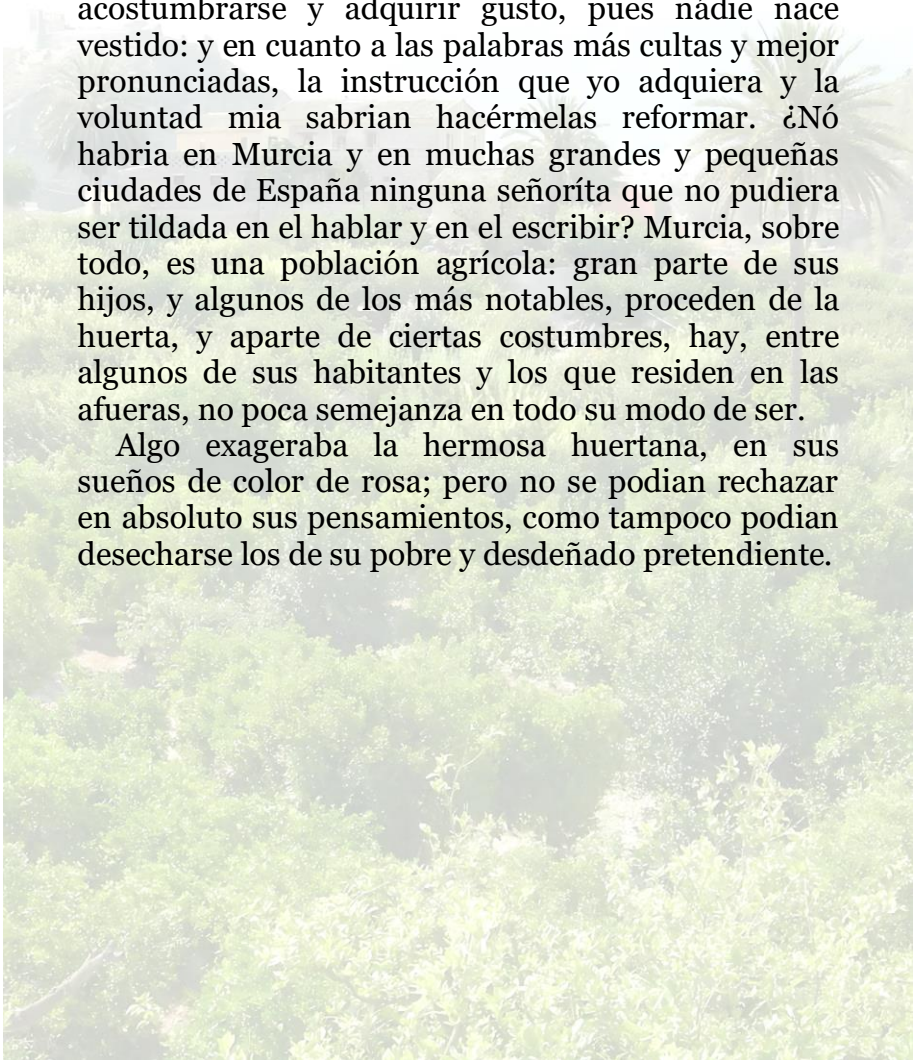 acostumbrarse y adquirir gusto, pues nádie nace
vestido: y en cuanto a las palabras más cultas y mejor
pronunciadas, la instrucción que yo adquiera y la
voluntad mia sabrian hacérmelas reformar. ¿Nó
habria en Murcia y en muchas grandes y pequeñas
ciudades de España ninguna señoríta que no pudiera
ser tildada en el hablar y en el escribir? Murcia, sobre
todo, es una población agrícola: gran parte de sus
hijos, y algunos de los más notables, proceden de la
huerta, y aparte de ciertas costumbres, hay, entre
algunos de sus habitantes y los que residen en las
afueras, no poca semejanza en todo su modo de ser.
Algo exageraba la hermosa huertana, en sus
sueños de color de rosa; pero no se podian rechazar
en absoluto sus pensamientos, como tampoco podian
desecharse los de su pobre y desdeñado pretendiente.